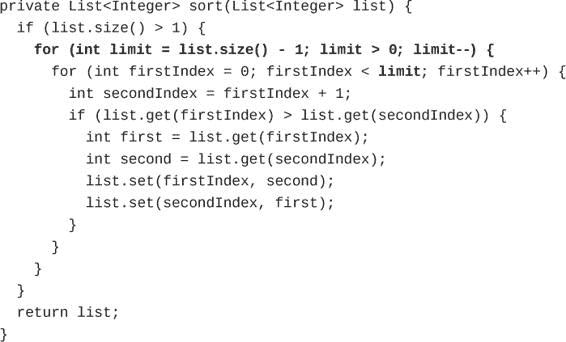 private List<Integer> sort(List<Integer> list) {
  if (list.size() > 1) {
    for (int limit = list.size() - 1; limit > 0; limit--) {
      for (int firstIndex = 0; firstIndex < limit; firstIndex++) {
        int secondIndex = firstIndex + 1;
        if (list.get(firstIndex) > list.get(secondIndex)) {
          int first = list.get(firstIndex);
          int second = list.get(secondIndex);
          list.set(firstIndex, second);
          list.set(secondIndex, first);
        }
      }
    }
  }
  return list;
}